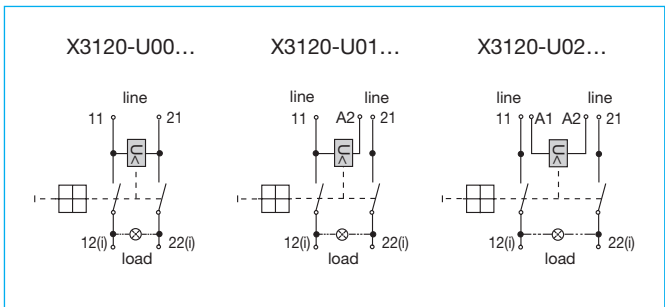 X3120-U00... X3120-U01... X3120-U02...
line line line line line
11 21 11 A2 21 11 A1 A2 21
U< U< U<
12(i) 22(i) 12(i) 22(i) 12(i) 22(i)
load load load